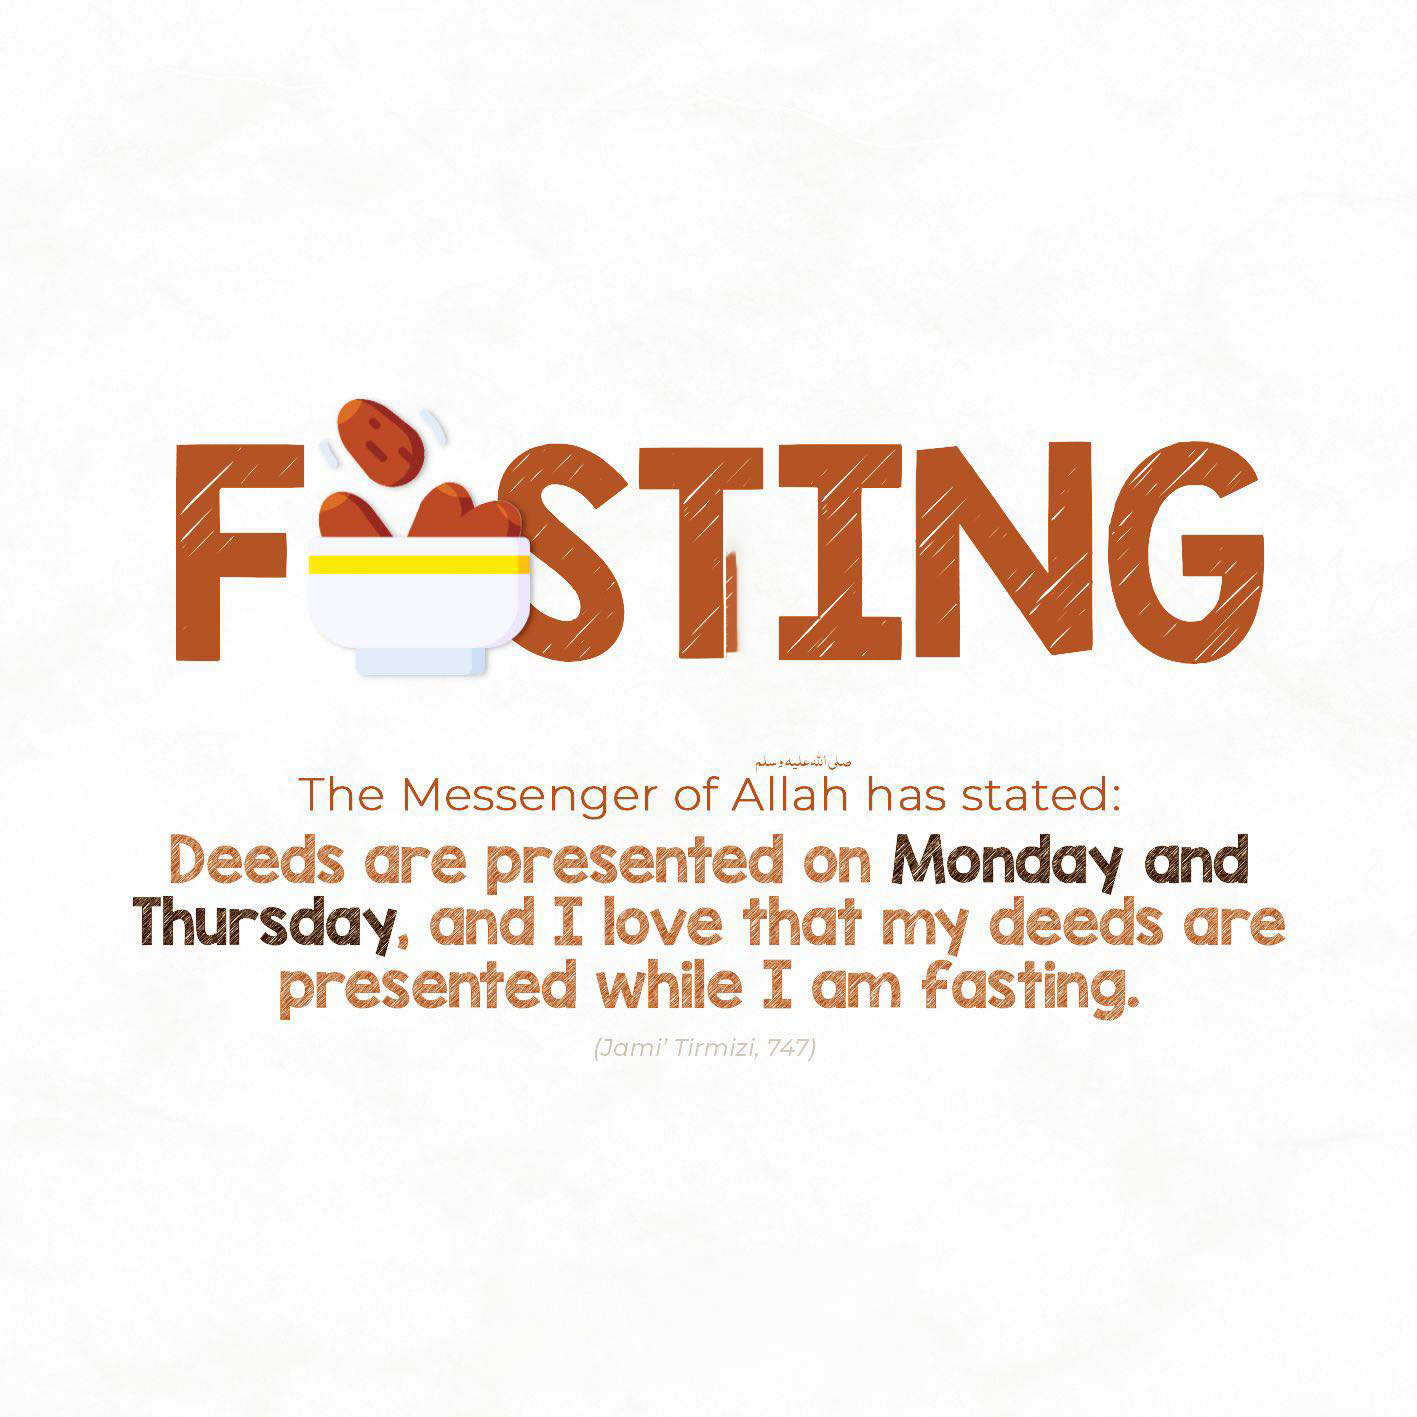 FASTING
صلى الله عليه وسلم
The Messenger of Allah has stated:
Deeds are presented on Monday and
Thursday, and I love that my deeds are
presented while I am fasting.
(Jami' Tirmizi, 747)